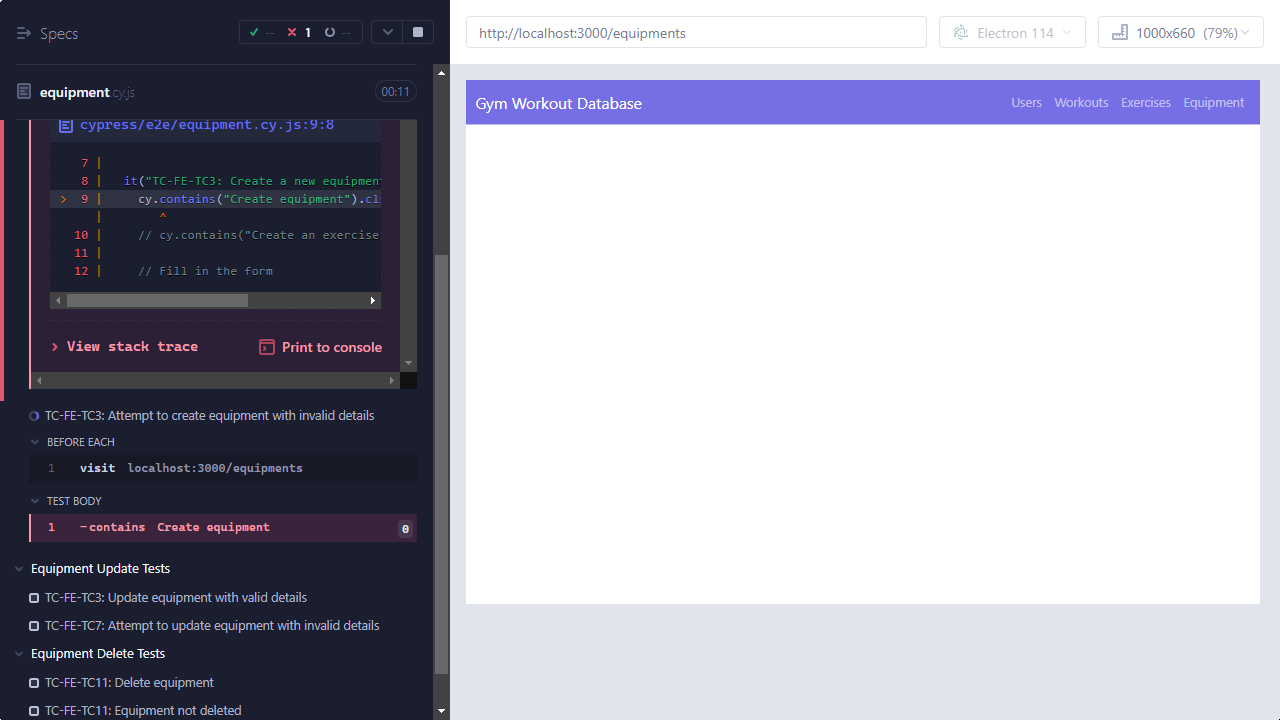 Specs
-- 1 --
equipment cy.js 00:11
cypress/e2e/equipment.cy.js:9:8
7 |
8 | it("TC-FE-TC3: Create a new equipment
> 9 | cy.contains("Create equipment").cl
| ^
10 | // cy.contains("Create an exercise
11 |
12 | // Fill in the form
View stack trace
Print to console
TC-FE-TC3: Attempt to create equipment with invalid details
BEFORE EACH
1 visit localhost:3000/equipments
TEST BODY
1 -contains Create equipment 0
Equipment Update Tests
TC-FE-TC3: Update equipment with valid details
TC-FE-TC7: Attempt to update equipment with invalid details
Equipment Delete Tests
TC-FE-TC11: Delete equipment
TC-FE-TC11: Equipment not deleted
http://localhost:3000/equipments
Electron 114
1000x660 (79%)
Gym Workout Database
Users Workouts Exercises Equipment